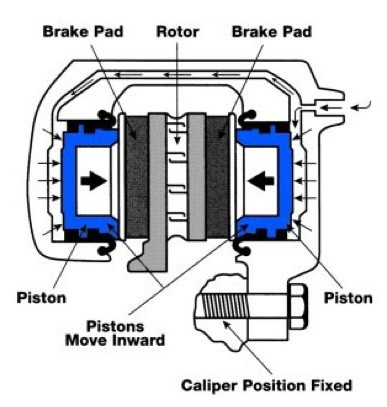 Brake Pad Rotor Brake Pad
Piston Piston
Pistons
Move Inward
Caliper Position Fixed